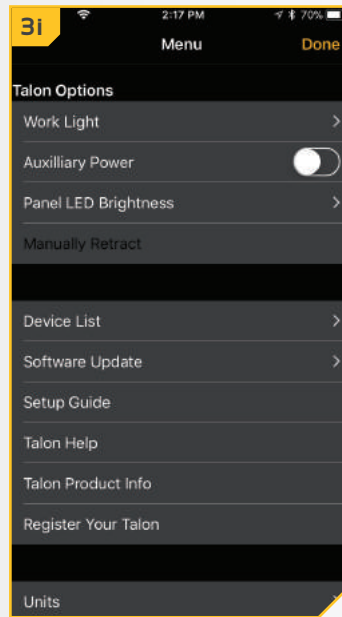 3i
2:17 PM
70%
Menu
Done
Talon Options
Work Light
Auxilliary Power
Panel LED Brightness
Manually Retract
Device List
Software Update
Setup Guide
Talon Help
Talon Product Info
Register Your Talon
Units